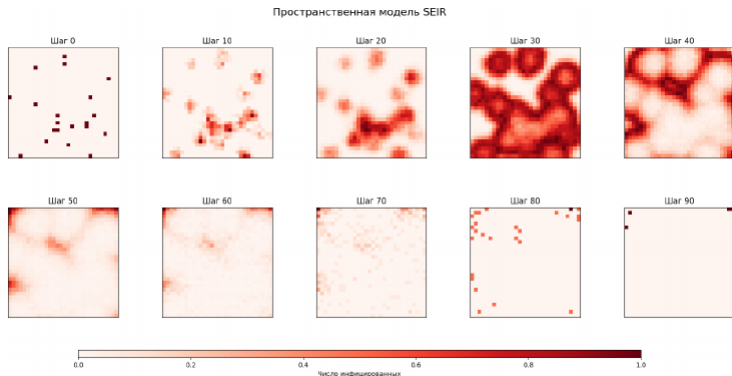 Пространственная модель SEIR
Шаг 0
Шаг 10
Шаг 20
Шаг 30
Шаг 40
Шаг 50
Шаг 60
Шаг 70
Шаг 80
Шаг 90
0.0
0.2
0.4
0.6
0.8
1.0
Число инфицированных